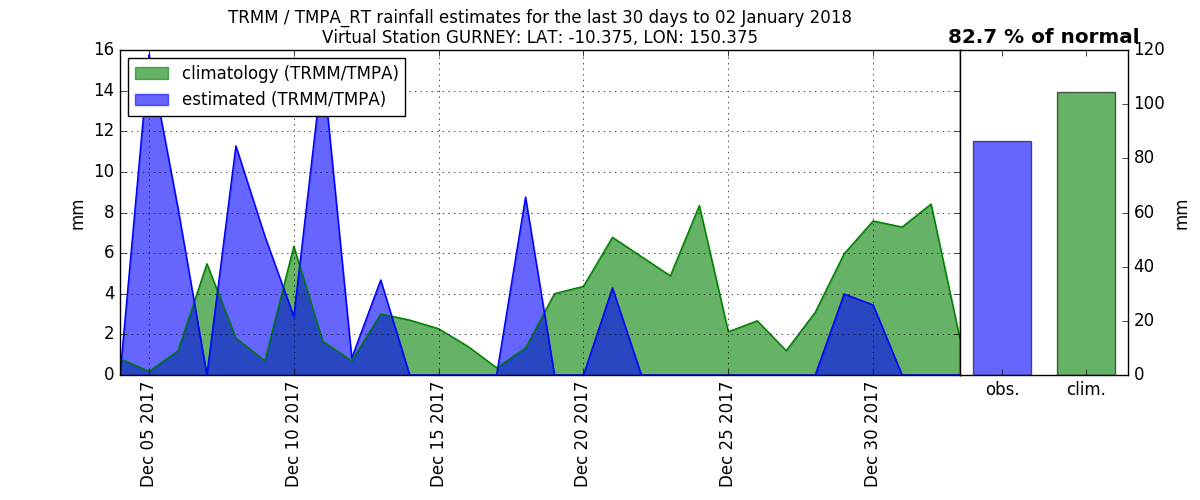 TRMM / TMPA_RT rainfall estimates for the last 30 days to 02 January 2018
Virtual Station GURNEY: LAT: -10.375, LON: 150.375
82.7 % of normal
climatology (TRMM/TMPA)
estimated (TRMM/TMPA)
16
14
12
10
8
6
4
2
0
mm
Dec 05 2017
Dec 10 2017
Dec 15 2017
Dec 20 2017
Dec 25 2017
Dec 30 2017
obs.
clim.
120
100
80
60
40
20
0
mm